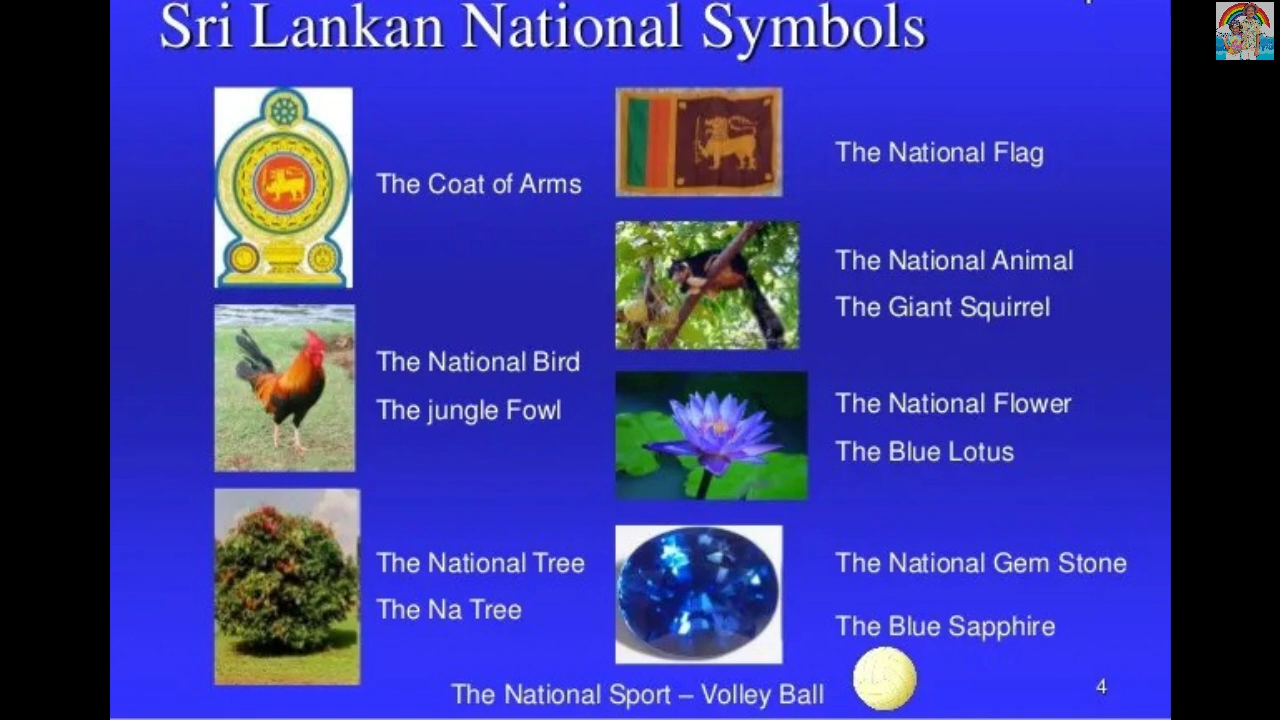 Sri Lankan National Symbols
The Coat of Arms
The National Flag
The National Animal
The Giant Squirrel
The National Bird
The jungle Fowl
The National Flower
The Blue Lotus
The National Tree
The Na Tree
The National Gem Stone
The Blue Sapphire
The National Sport – Volley Ball
4